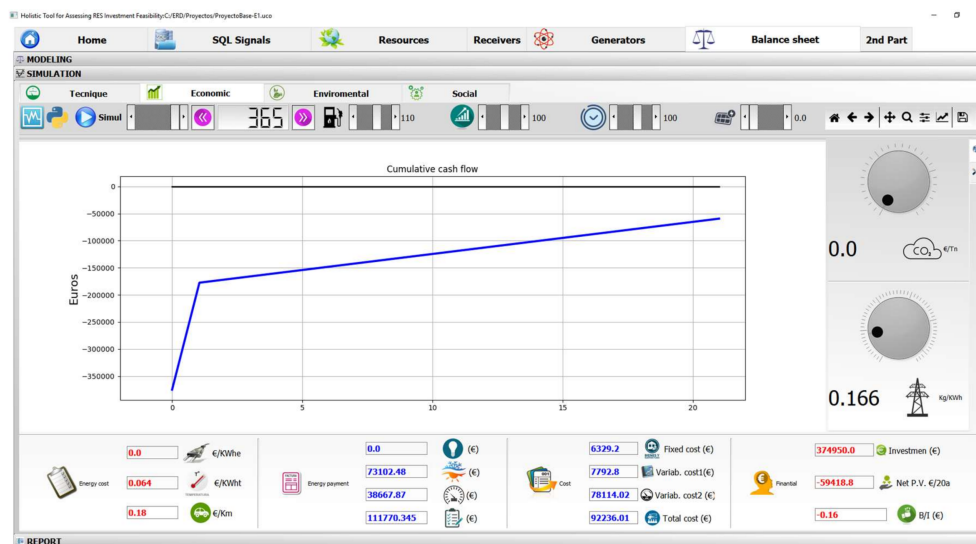 Holistic Tool for Assessing RES Investment Feasibility:C:/ERD/Proyectos/ProyectoBase-E1.uco
Home SQL Signals Resources Receivers Generators Balance sheet 2nd Part
MODELING
SIMULATION
Tecnique Economic Enviromental Social
Simul 365 110 100 100 0.0
Cumulative cash flow
Euros
0
−50000
−100000
−150000
−200000
−250000
−300000
−350000
0 5 10 15 20
0.0 CO2 €/Tn
0.166 Kg/KWh
Energy cost
0.0 €/KWhe
0.064 €/KWht
0.18 €/Km
Energy payment
0.0 (€)
73102.48 (€)
38667.87 (€)
111770.345 (€)
Cost
6329.2 Fixed cost (€)
7792.8 Variab. cost1(€)
78114.02 Variab. cost2 (€)
92236.01 Total cost (€)
Finantial
374950.0 Investmen (€)
-59418.8 Net P.V. €/20a
-0.16 B/I (€)
REPORT